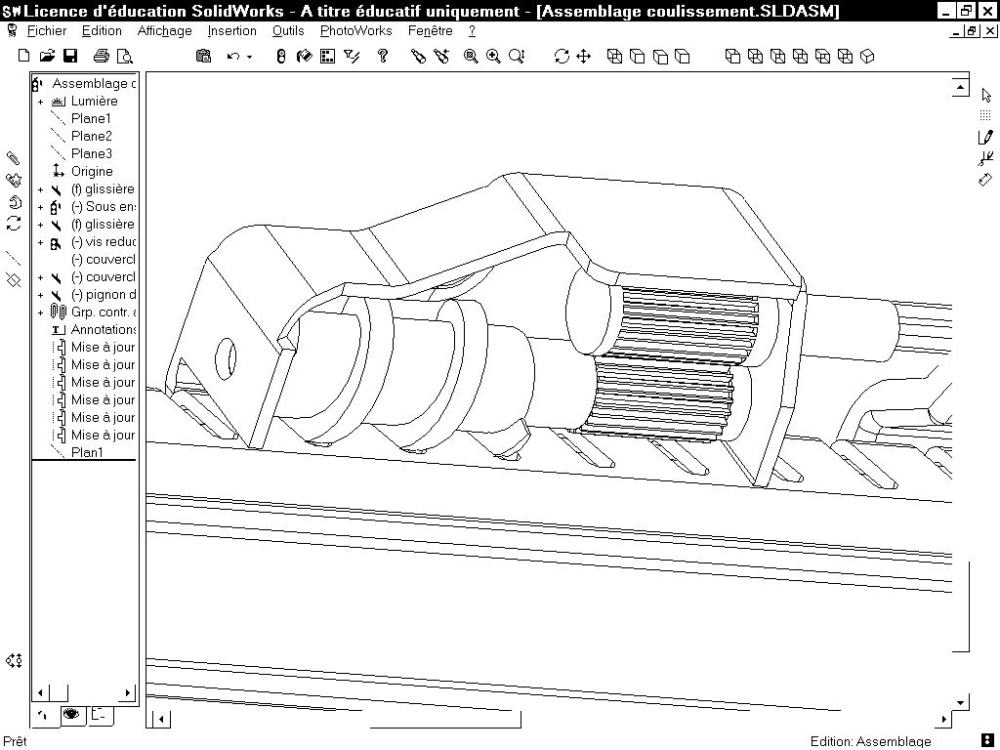 Licence d'éducation SolidWorks - A titre éducatif uniquement - [Assemblage coulissement.SLDASM]
Fichier Edition Affichage Insertion Outils PhotoWorks Fenêtre ?
Assemblage c
Lumière
Plane1
Plane2
Plane3
Origine
(f) glissière
(-) Sous en
(f) glissière
(-) vis reduc
(-) couvercl
(-) couvercl
(-) pignon d
Grp. contr. a
Annotations
Mise à jour
Mise à jour
Mise à jour
Mise à jour
Mise à jour
Mise à jour
Plan1
Prêt
Edition: Assemblage